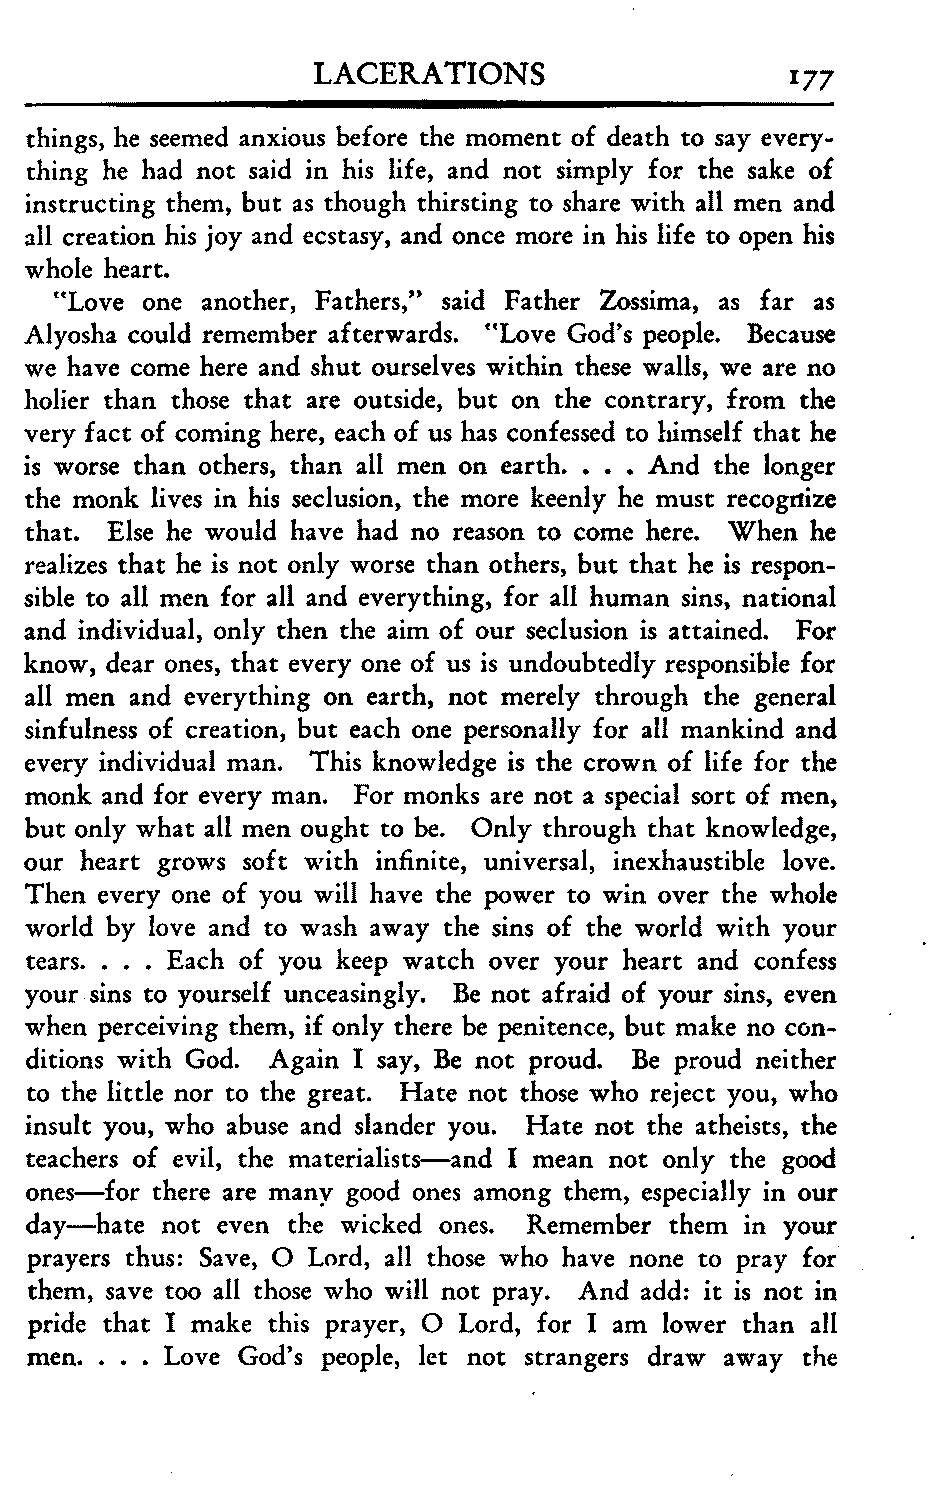 LACERATIONS 177
things, he seemed anxious before the moment of death to say every-
thing he had not said in his life, and not simply for the sake of
instructing them, but as though thirsting to share with all men and
all creation his joy and ecstasy, and once more in his life to open his
whole heart.
"Love one another, Fathers," said Father Zossima, as far as
Alyosha could remember afterwards. "Love God's people. Because
we have come here and shut ourselves within these walls, we are no
holier than those that are outside, but on the contrary, from the
very fact of coming here, each of us has confessed to himself that he
is worse than others, than all men on earth. . . . And the longer
the monk lives in his seclusion, the more keenly he must recognize
that. Else he would have had no reason to come here. When he
realizes that he is not only worse than others, but that he is respon-
sible to all men for all and everything, for all human sins, national
and individual, only then the aim of our seclusion is attained. For
know, dear ones, that every one of us is undoubtedly responsible for
all men and everything on earth, not merely through the general
sinfulness of creation, but each one personally for all mankind and
every individual man. This knowledge is the crown of life for the
monk and for every man. For monks are not a special sort of men,
but only what all men ought to be. Only through that knowledge,
our heart grows soft with infinite, universal, inexhaustible love.
Then every one of you will have the power to win over the whole
world by love and to wash away the sins of the world with your
tears. . . . Each of you keep watch over your heart and confess
your sins to yourself unceasingly. Be not afraid of your sins, even
when perceiving them, if only there be penitence, but make no con-
ditions with God. Again I say, Be not proud. Be proud neither
to the little nor to the great. Hate not those who reject you, who
insult you, who abuse and slander you. Hate not the atheists, the
teachers of evil, the materialists—and I mean not only the good
ones—for there are many good ones among them, especially in our
day—hate not even the wicked ones. Remember them in your
prayers thus: Save, O Lord, all those who have none to pray for
them, save too all those who will not pray. And add: it is not in
pride that I make this prayer, O Lord, for I am lower than all
men. . . . Love God's people, let not strangers draw away the